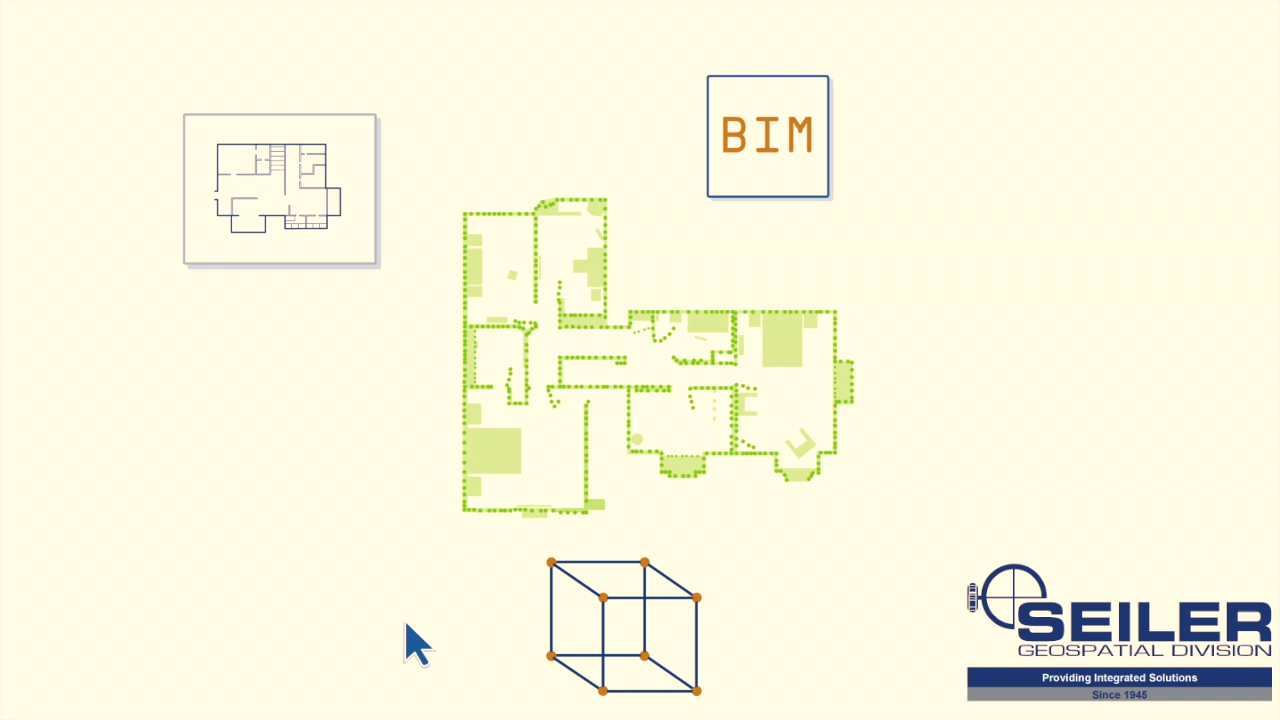 BIM
SEILER
GEOSPATIAL DIVISION
Providing Integrated Solutions
Since 1945